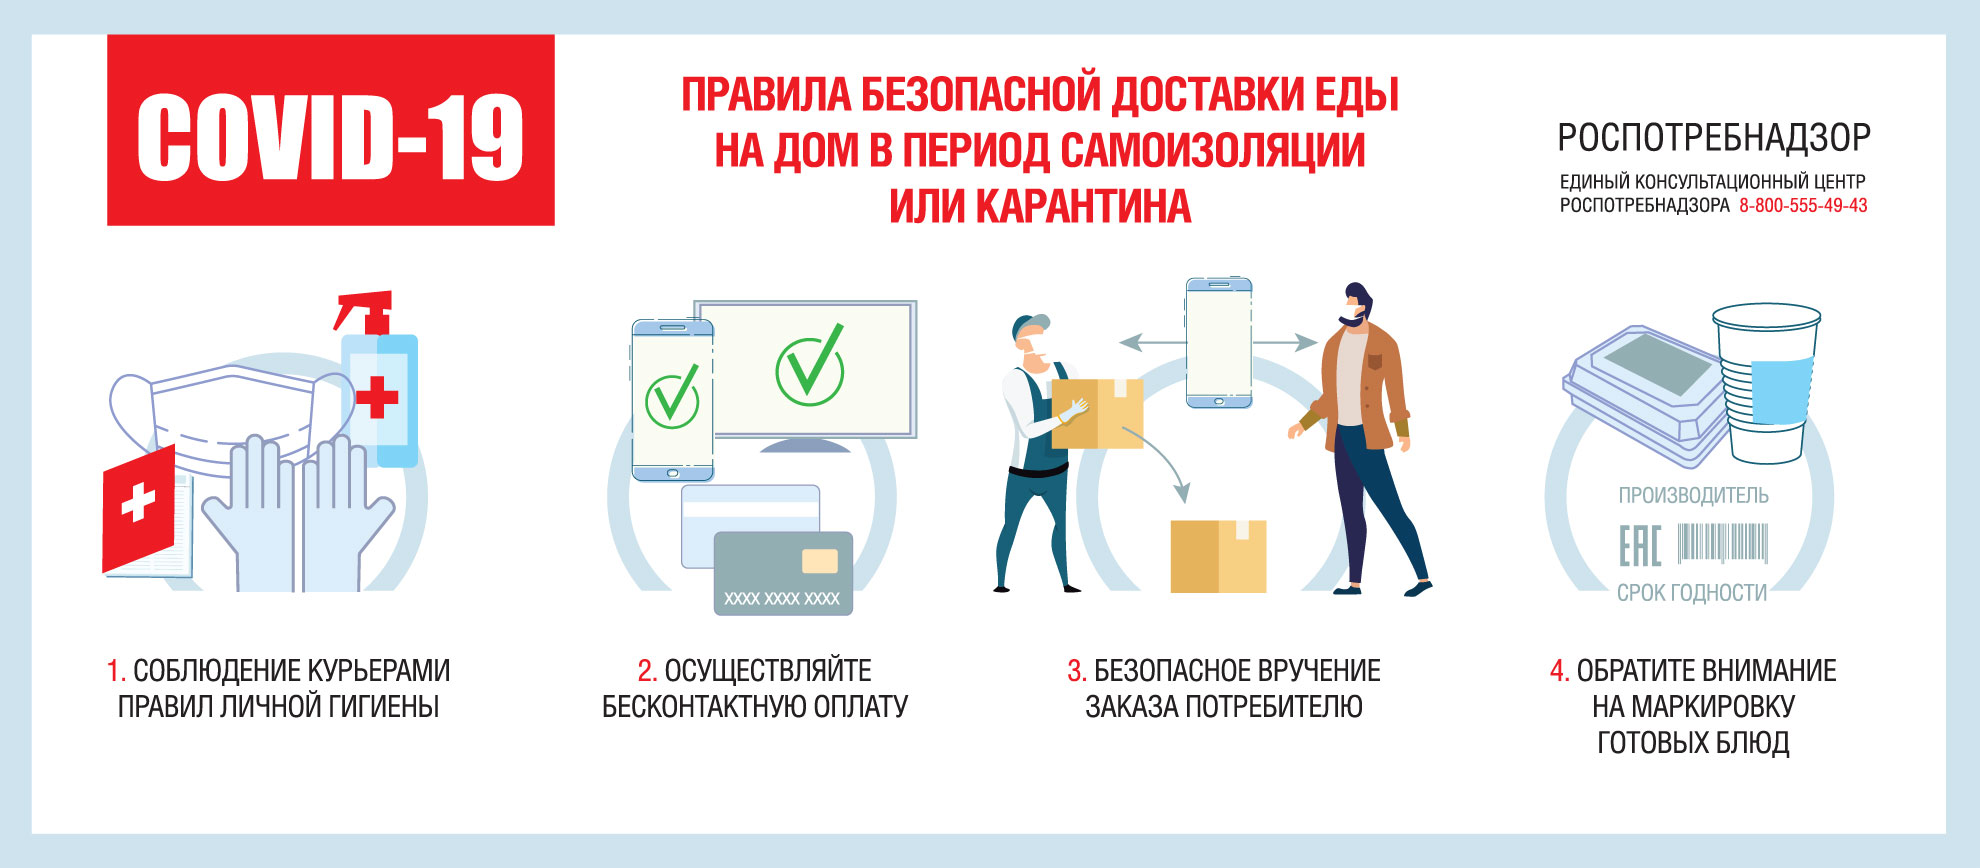 COVID-19
ПРАВИЛА БЕЗОПАСНОЙ ДОСТАВКИ ЕДЫ
НА ДОМ В ПЕРИОД САМОИЗОЛЯЦИИ
ИЛИ КАРАНТИНА
РОСПОТРЕБНАДЗОР
ЕДИНЫЙ КОНСУЛЬТАЦИОННЫЙ ЦЕНТР
РОСПОТРЕБНАДЗОРА 8-800-555-49-43
XXXX XXXX XXXX
ПРОИЗВОДИТЕЛЬ
EAC
СРОК ГОДНОСТИ
1. СОБЛЮДЕНИЕ КУРЬЕРАМИ
ПРАВИЛ ЛИЧНОЙ ГИГИЕНЫ
2. ОСУЩЕСТВЛЯЙТЕ
БЕСКОНТАКТНУЮ ОПЛАТУ
3. БЕЗОПАСНОЕ ВРУЧЕНИЕ
ЗАКАЗА ПОТРЕБИТЕЛЮ
4. ОБРАТИТЕ ВНИМАНИЕ
НА МАРКИРОВКУ
ГОТОВЫХ БЛЮД